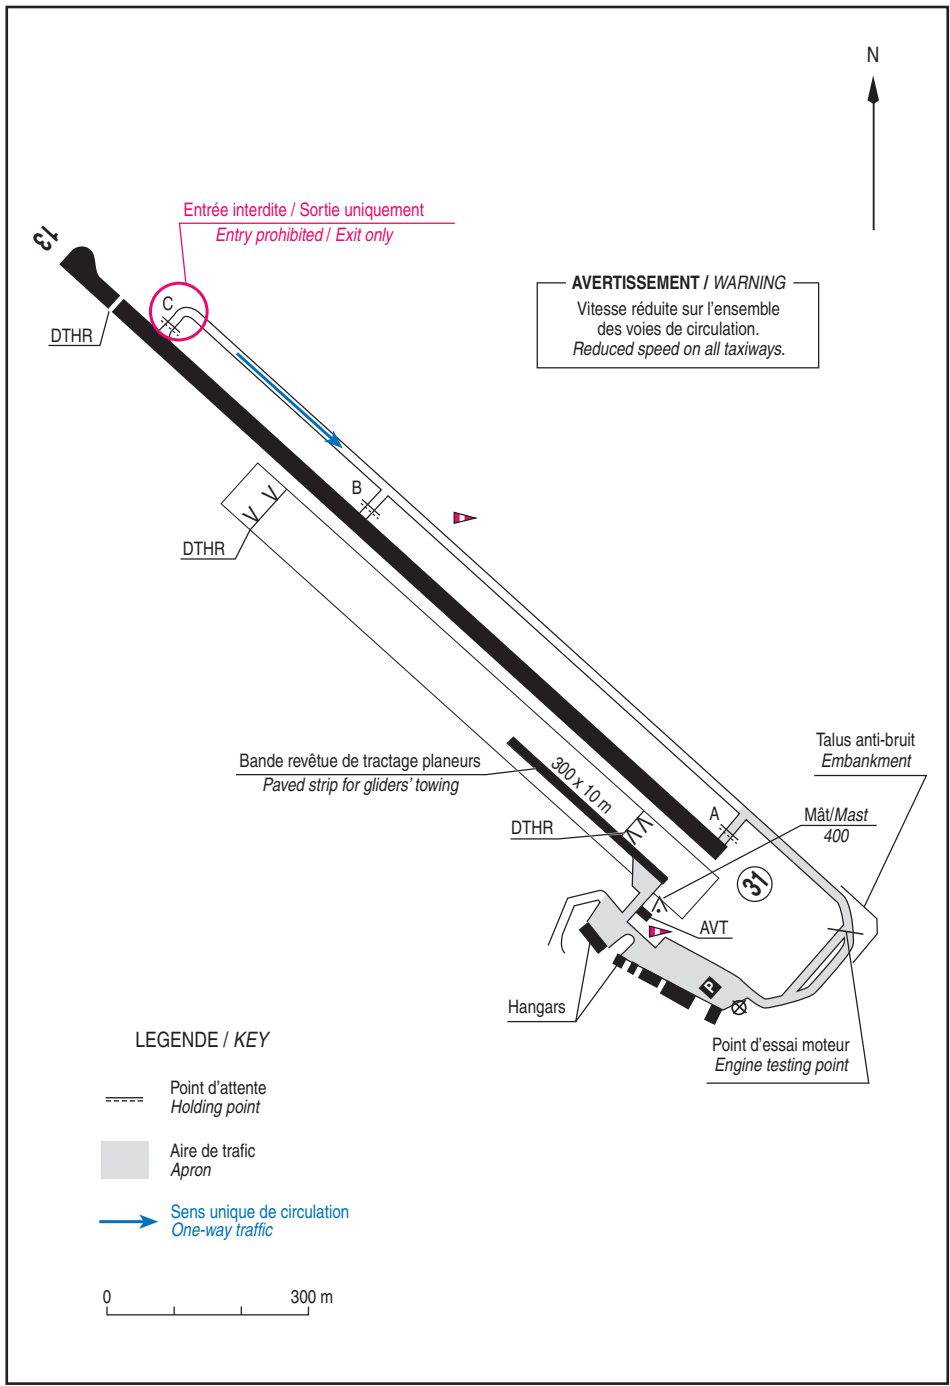 N
Entrée interdite / Sortie uniquement
Entry prohibited / Exit only
13
AVERTISSEMENT / WARNING
Vitesse réduite sur l'ensemble
des voies de circulation.
Reduced speed on all taxiways.
C
DTHR
B
DTHR
Talus anti-bruit
Embankment
Bande revêtue de tractage planeurs
Paved strip for gliders' towing
300 x 10 m
A
Mât/Mast
400
DTHR
31
AVT
P
Hangars
Point d'essai moteur
Engine testing point
LEGENDE / KEY
Point d'attente
Holding point
Aire de trafic
Apron
Sens unique de circulation
One-way traffic
0 300 m